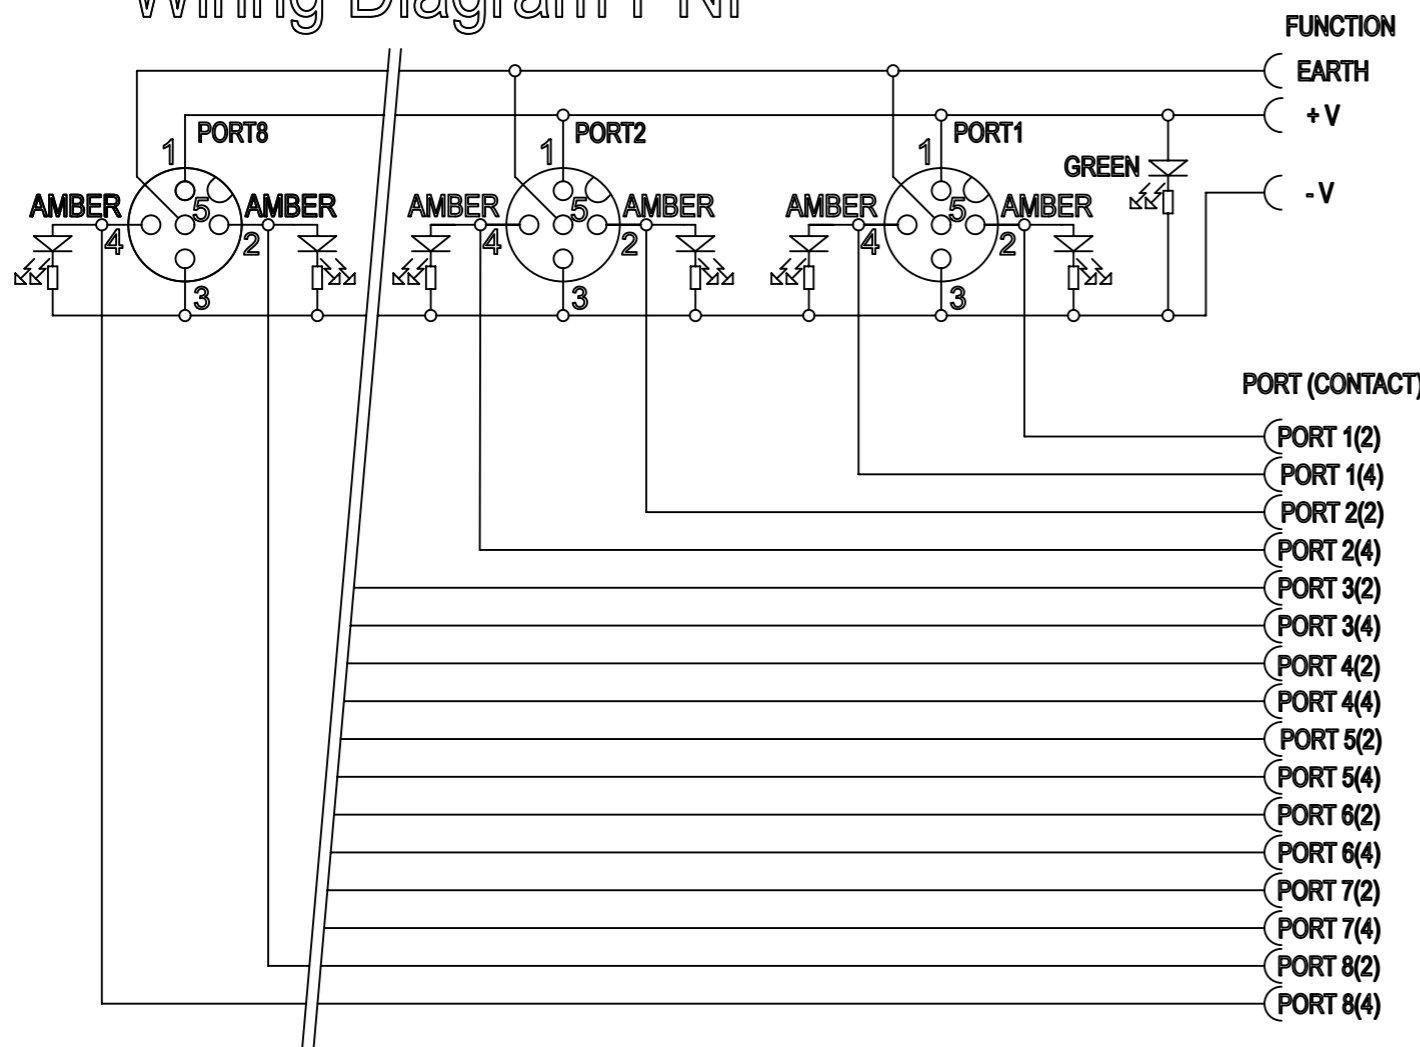 Wiring Diagram PNP
FUNCTION
EARTH
+ V
- V
PORT8
1
AMBER
5
AMBER
4
2
3
PORT2
1
AMBER
5
AMBER
4
2
3
PORT1
1
AMBER
5
AMBER
4
2
3
GREEN
PORT (CONTACT)
PORT 1(2)
PORT 1(4)
PORT 2(2)
PORT 2(4)
PORT 3(2)
PORT 3(4)
PORT 4(2)
PORT 4(4)
PORT 5(2)
PORT 5(4)
PORT 6(2)
PORT 6(4)
PORT 7(2)
PORT 7(4)
PORT 8(2)
PORT 8(4)